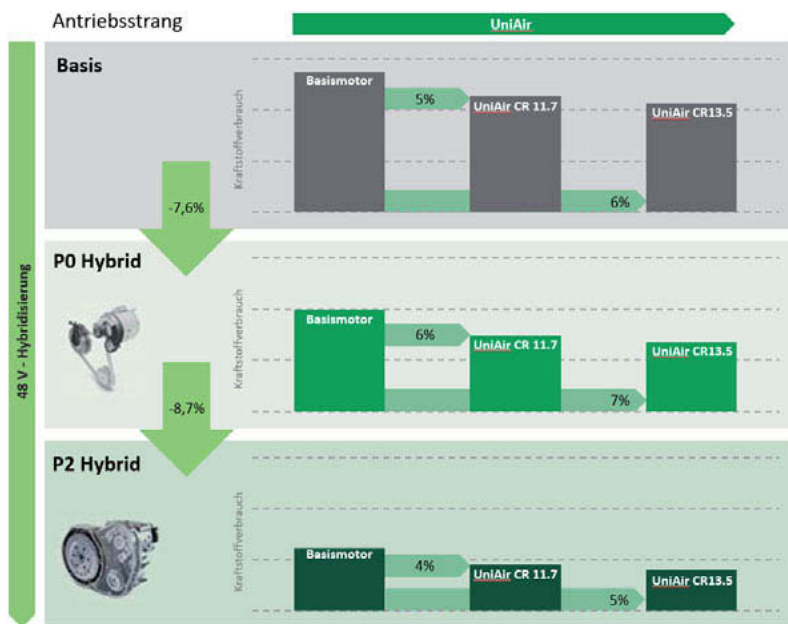 Antriebsstrang
UniAir
48 V - Hybridisierung
Basis
Kraftstoffverbrauch
Basismotor
5%
UniAir CR 11.7
UniAir CR13.5
6%
-7,6%
P0 Hybrid
Kraftstoffverbrauch
Basismotor
6%
UniAir CR 11.7
UniAir CR13.5
7%
-8,7%
P2 Hybrid
Kraftstoffverbrauch
Basismotor
4%
UniAir CR 11.7
UniAir CR13.5
5%